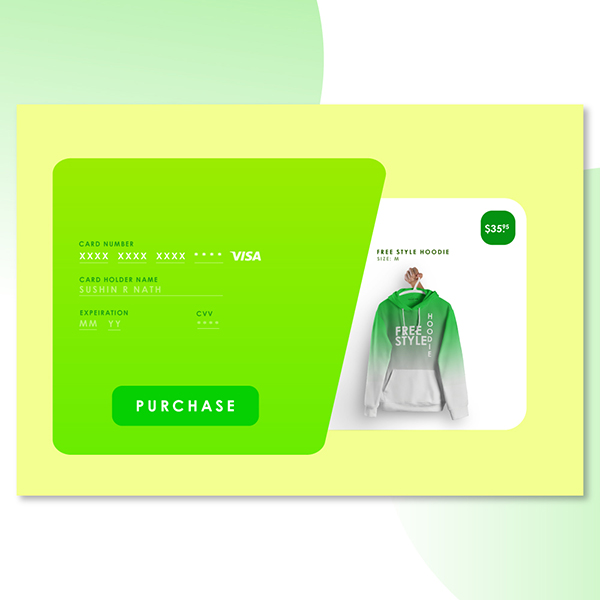 CARD NUMBER
XXXX XXXX XXXX **** VISA
CARD HOLDER NAME
SUSHIN R NATH
EXPEIRATION CVV
MM YY ****
PURCHASE
$35.95
FREE STYLE HOODIE
SIZE: M
FREE
STYLE
HOODIE